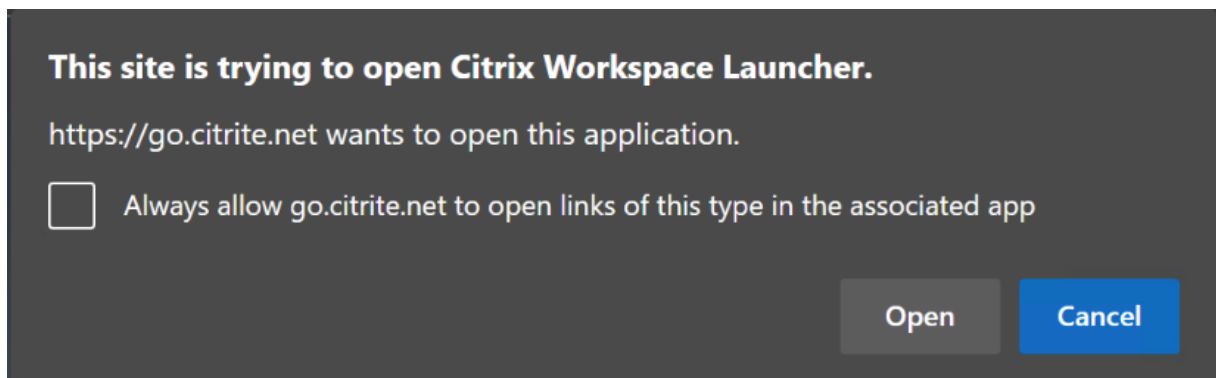 This site is trying to open Citrix Workspace Launcher.
https://go.citrite.net wants to open this application.
Always allow go.citrite.net to open links of this type in the associated app
Open
Cancel